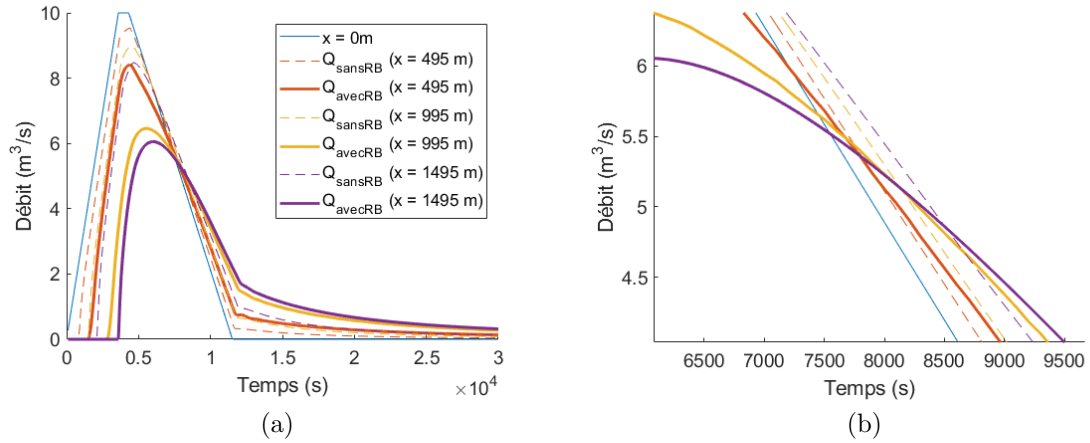 10
8
6
4
2
0
Débit (m³/s)
0
0.5
1
1.5
2
2.5
3
×10⁴
Temps (s)
x = 0m
Q_sansRB (x = 495 m)
Q_avecRB (x = 495 m)
Q_sansRB (x = 995 m)
Q_avecRB (x = 995 m)
Q_sansRB (x = 1495 m)
Q_avecRB (x = 1495 m)
(a)
6
5.5
5
4.5
Débit (m³/s)
6500 7000 7500 8000 8500 9000 9500
Temps (s)
(b)